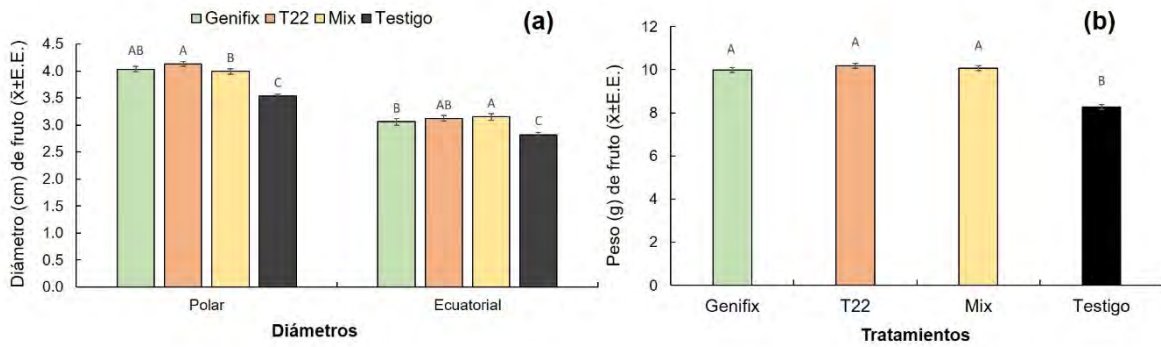 Genifix T22 Mix Testigo
(a)
Diámetro (cm) de fruto (x̄±E.E.)
4.5
4.0
3.5
3.0
2.5
2.0
1.5
1.0
0.5
0.0
AB
A
B
C
B
AB
A
C
Polar
Ecuatorial
Diámetros
(b)
Peso (g) de fruto (x̄±E.E.)
12
10
8
6
4
2
0
A
A
A
B
Genifix
T22
Mix
Testigo
Tratamientos